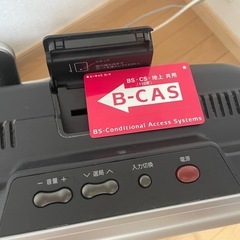 BS・CS・地上 共用
B-CAS
BS-Conditional Access Systems
− 音量 +
∨ 選局 ∧
入力切換
電源